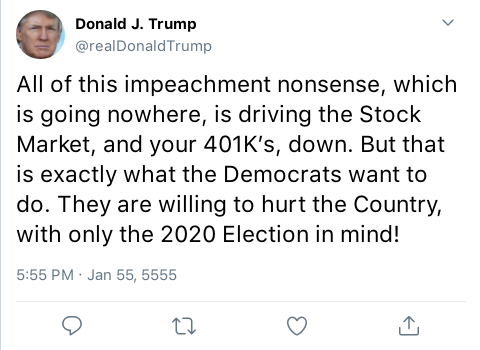 Donald J. Trump
@realDonaldTrump
All of this impeachment nonsense, which
is going nowhere, is driving the Stock
Market, and your 401K's, down. But that
is exactly what the Democrats want to
do. They are willing to hurt the Country,
with only the 2020 Election in mind!
5:55 PM · Jan 55, 5555